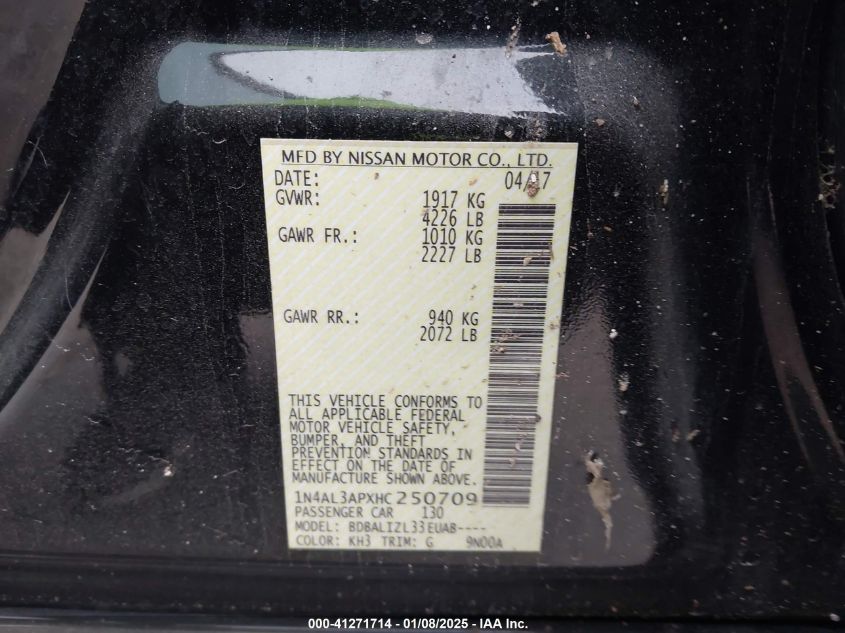 MFD BY NISSAN MOTOR CO., LTD.
DATE: 04/17
GVWR: 1917 KG
4226 LB
GAWR FR.: 1010 KG
2227 LB
GAWR RR.: 940 KG
2072 LB
THIS VEHICLE CONFORMS TO
ALL APPLICABLE FEDERAL
MOTOR VEHICLE SAFETY,
BUMPER, AND THEFT
PREVENTION STANDARDS IN
EFFECT ON THE DATE OF
MANUFACTURE SHOWN ABOVE.
1N4AL3APXHC250709
PASSENGER CAR 130
MODEL: BDBALIZL33EUAB----
COLOR: KH3 TRIM: G 9N00A
000-41271714 - 01/08/2025 - IAA Inc.